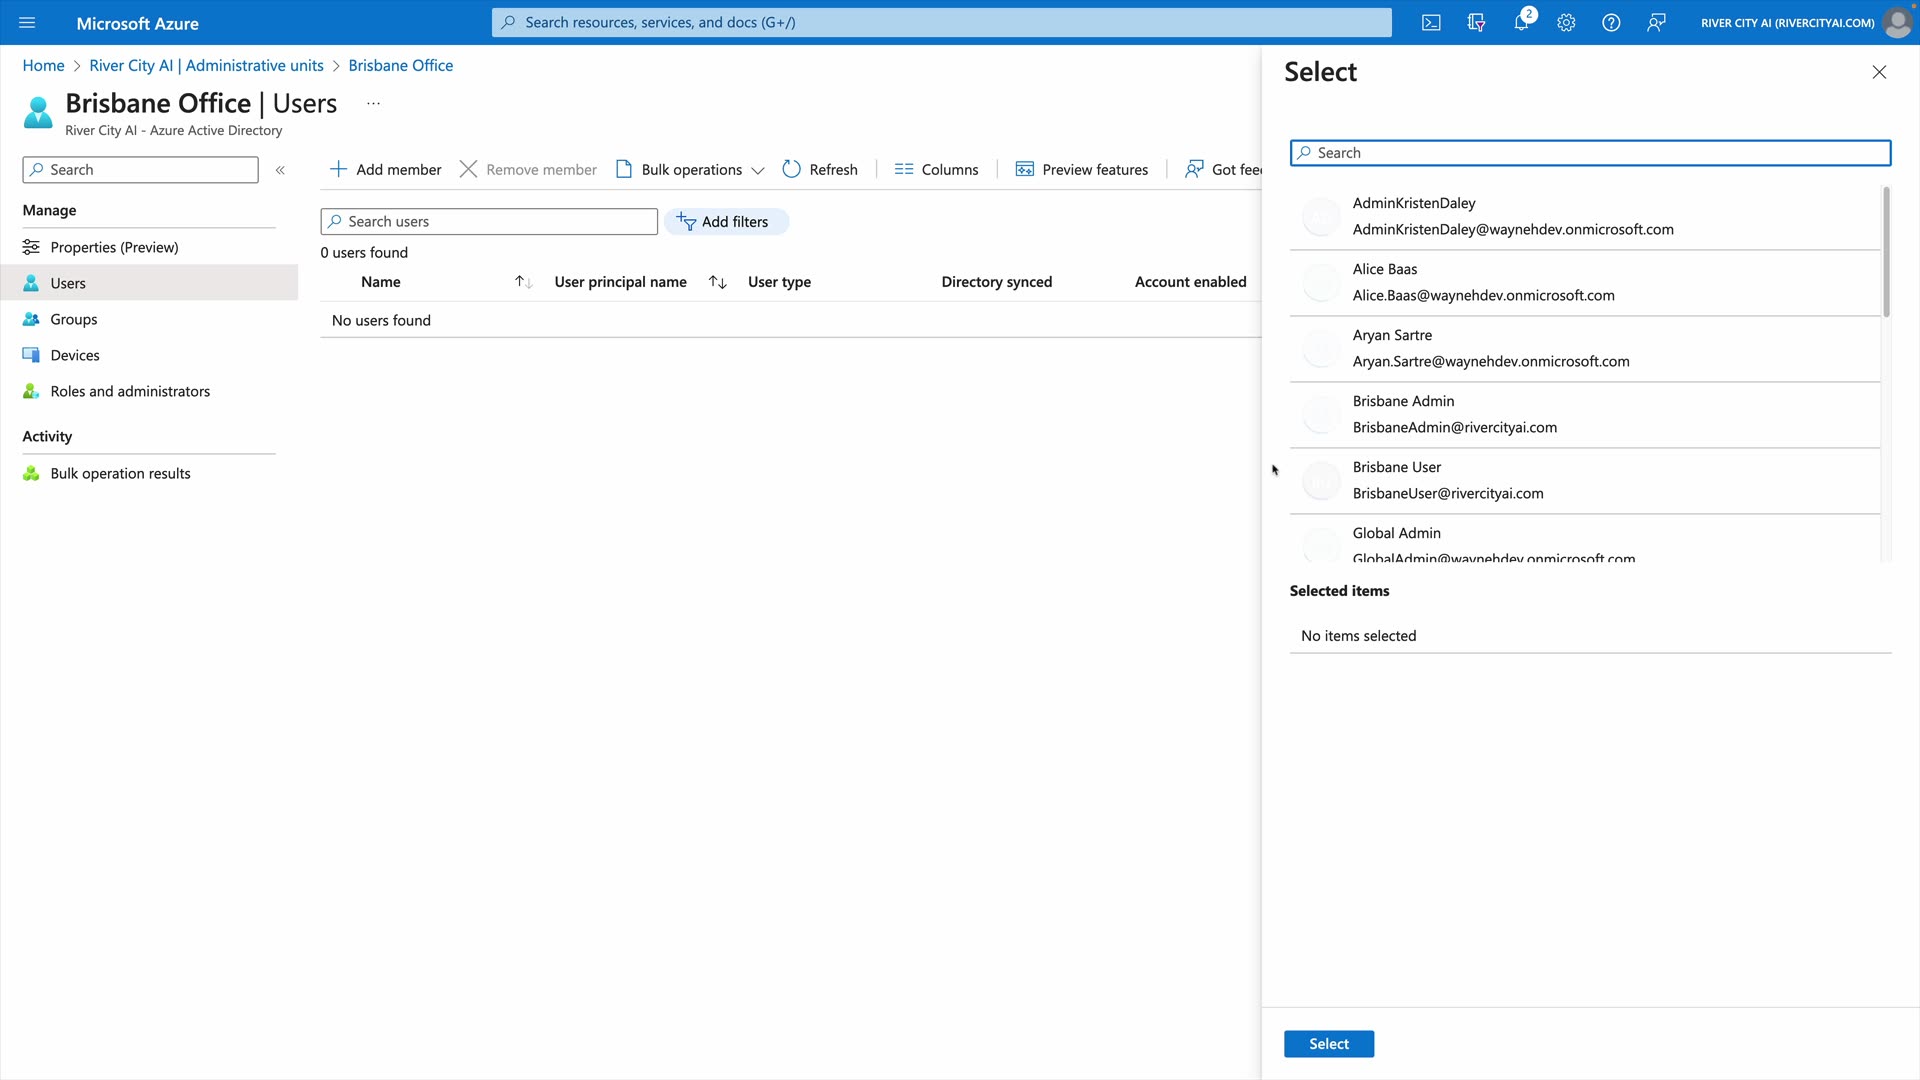 Microsoft Azure
Search resources, services, and docs (G+/)
2
RIVER CITY AI (RIVERCITYAI.COM)
Home > River City AI | Administrative units > Brisbane Office
Brisbane Office | Users ...
River City AI - Azure Active Directory
Search
Manage
Properties (Preview)
Users
Groups
Devices
Roles and administrators
Activity
Bulk operation results
Add member
Remove member
Bulk operations
Refresh
Columns
Preview features
Got fee
Search users
Add filters
0 users found
Name
User principal name
User type
Directory synced
Account enabled
No users found
Select
Search
AdminKristenDaley
AdminKristenDaley@waynehdev.onmicrosoft.com
Alice Baas
Alice.Baas@waynehdev.onmicrosoft.com
Aryan Sartre
Aryan.Sartre@waynehdev.onmicrosoft.com
Brisbane Admin
BrisbaneAdmin@rivercityai.com
Brisbane User
BrisbaneUser@rivercityai.com
Global Admin
GlobalAdmin@waynehdev.onmicrosoft.com
Selected items
No items selected
Select